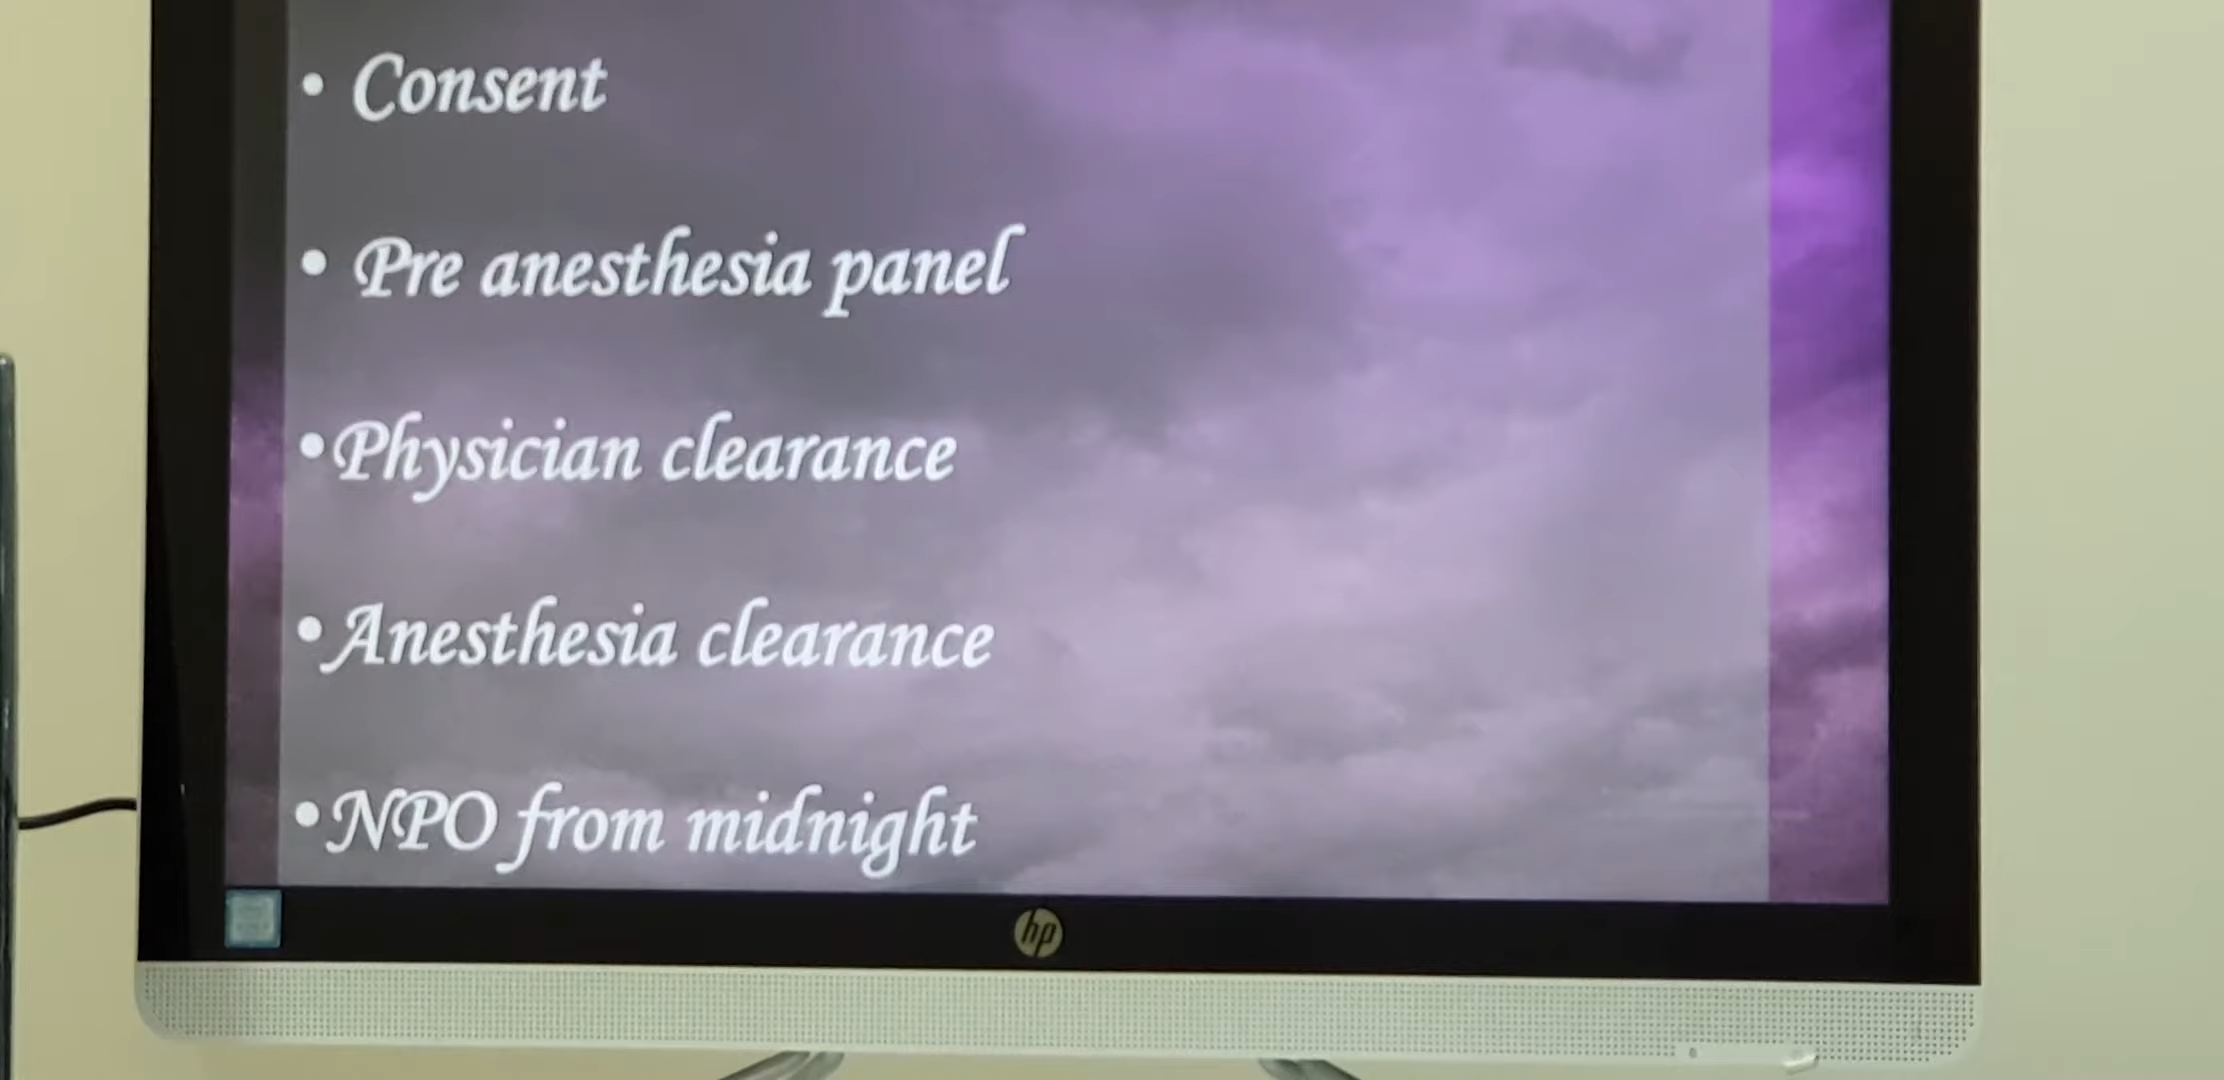 • Consent
• Pre anesthesia panel
•Physician clearance
•Anesthesia clearance
•NPO from midnight
hp